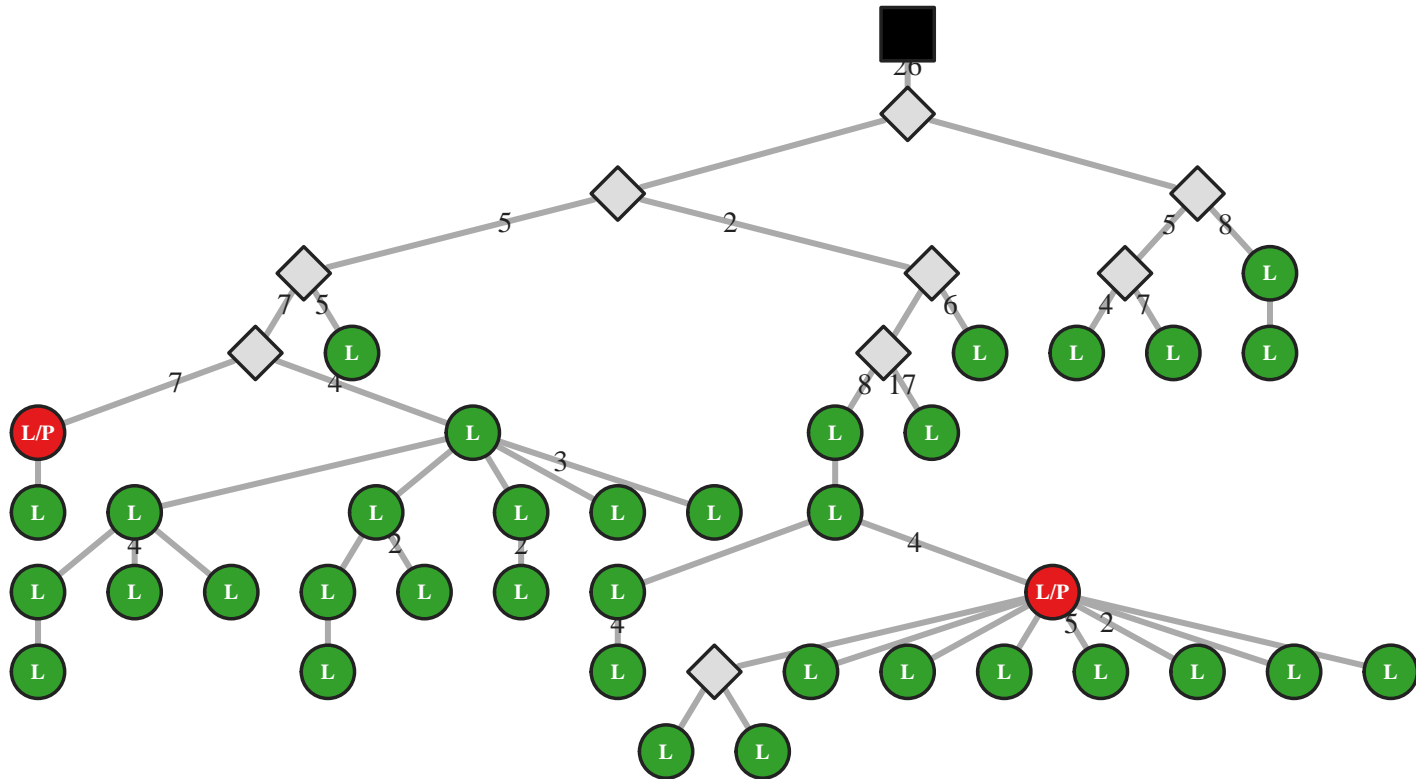 26
5 2 5 8
L
7 5 6 4 7
L L L L L
7 4 8 17
L/P L L L
3
L L L L L L L
4 2 2 4
L L L L L L L L/P
4 5 2
L L L L L L L L L L
L L